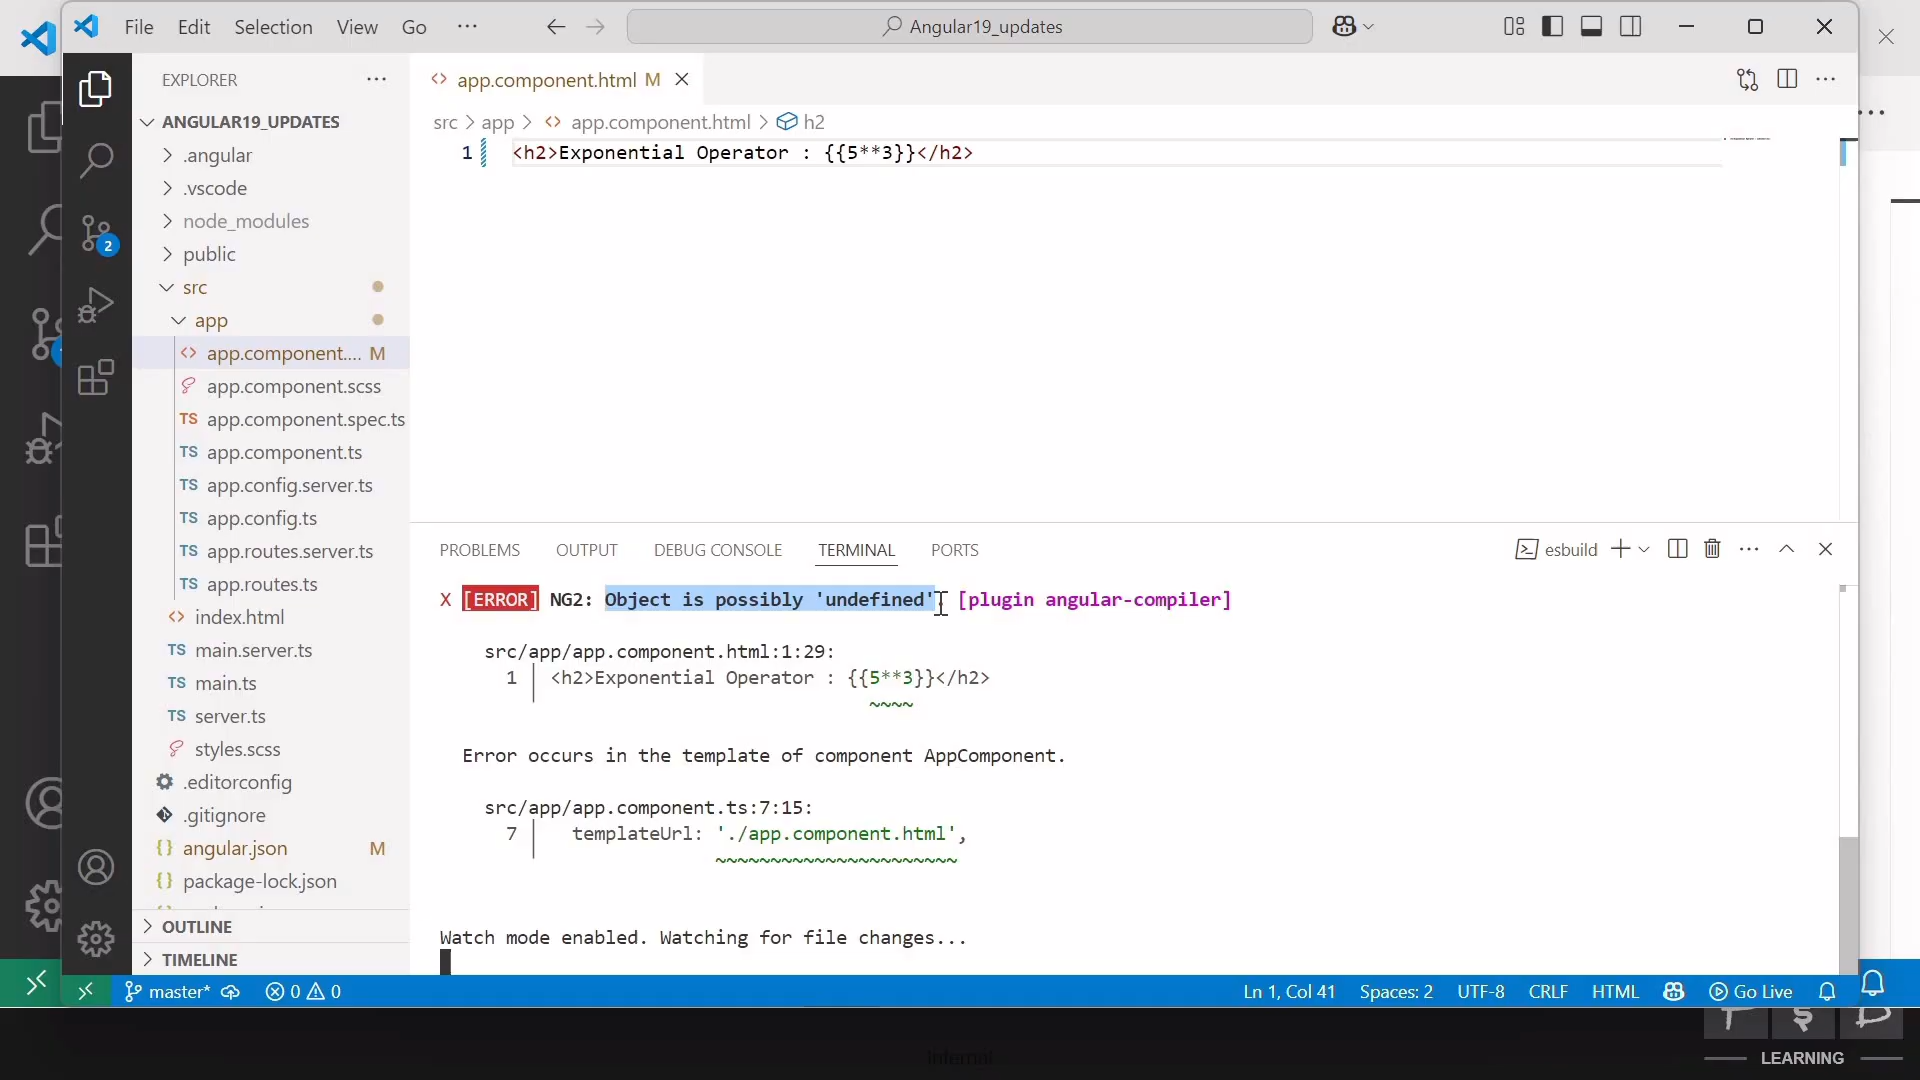 File Edit Selection View Go ··· Angular19_updates
EXPLORER
ANGULAR19_UPDATES
.angular
.vscode
node_modules
public
src
app
app.component.... M
app.component.scss
TS app.component.spec.ts
TS app.component.ts
TS app.config.server.ts
TS app.config.ts
TS app.routes.server.ts
TS app.routes.ts
index.html
TS main.server.ts
TS main.ts
TS server.ts
styles.scss
.editorconfig
.gitignore
{} angular.json M
{} package-lock.json
OUTLINE
TIMELINE
2
app.component.html M
src > app > app.component.html > h2
1 <h2>Exponential Operator : {{5**3}}</h2>
PROBLEMS OUTPUT DEBUG CONSOLE TERMINAL PORTS esbuild
X [ERROR] NG2: Object is possibly 'undefined'. [plugin angular-compiler]
src/app/app.component.html:1:29:
1 │ <h2>Exponential Operator : {{5**3}}</h2>
~~~~
Error occurs in the template of component AppComponent.
src/app/app.component.ts:7:15:
7 │ templateUrl: './app.component.html',
~~~~~~~~~~~~~~~~~~~~~~
Watch mode enabled. Watching for file changes...
master* 0 0 Ln 1, Col 41 Spaces: 2 UTF-8 CRLF HTML Go Live
Internal
LEARNING